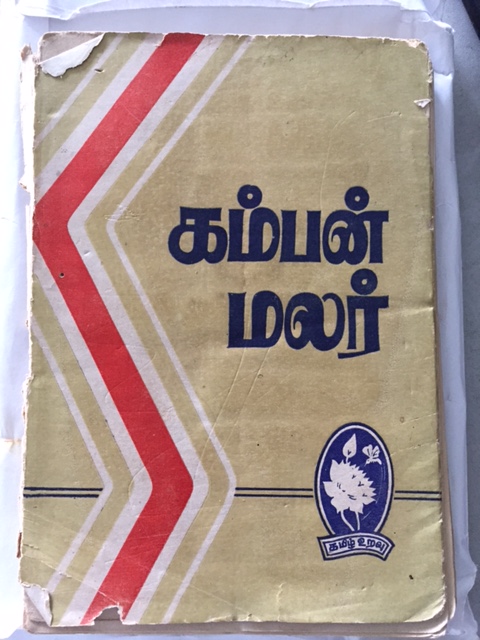 கம்பன்
மலர்
தமிழ் உறவு